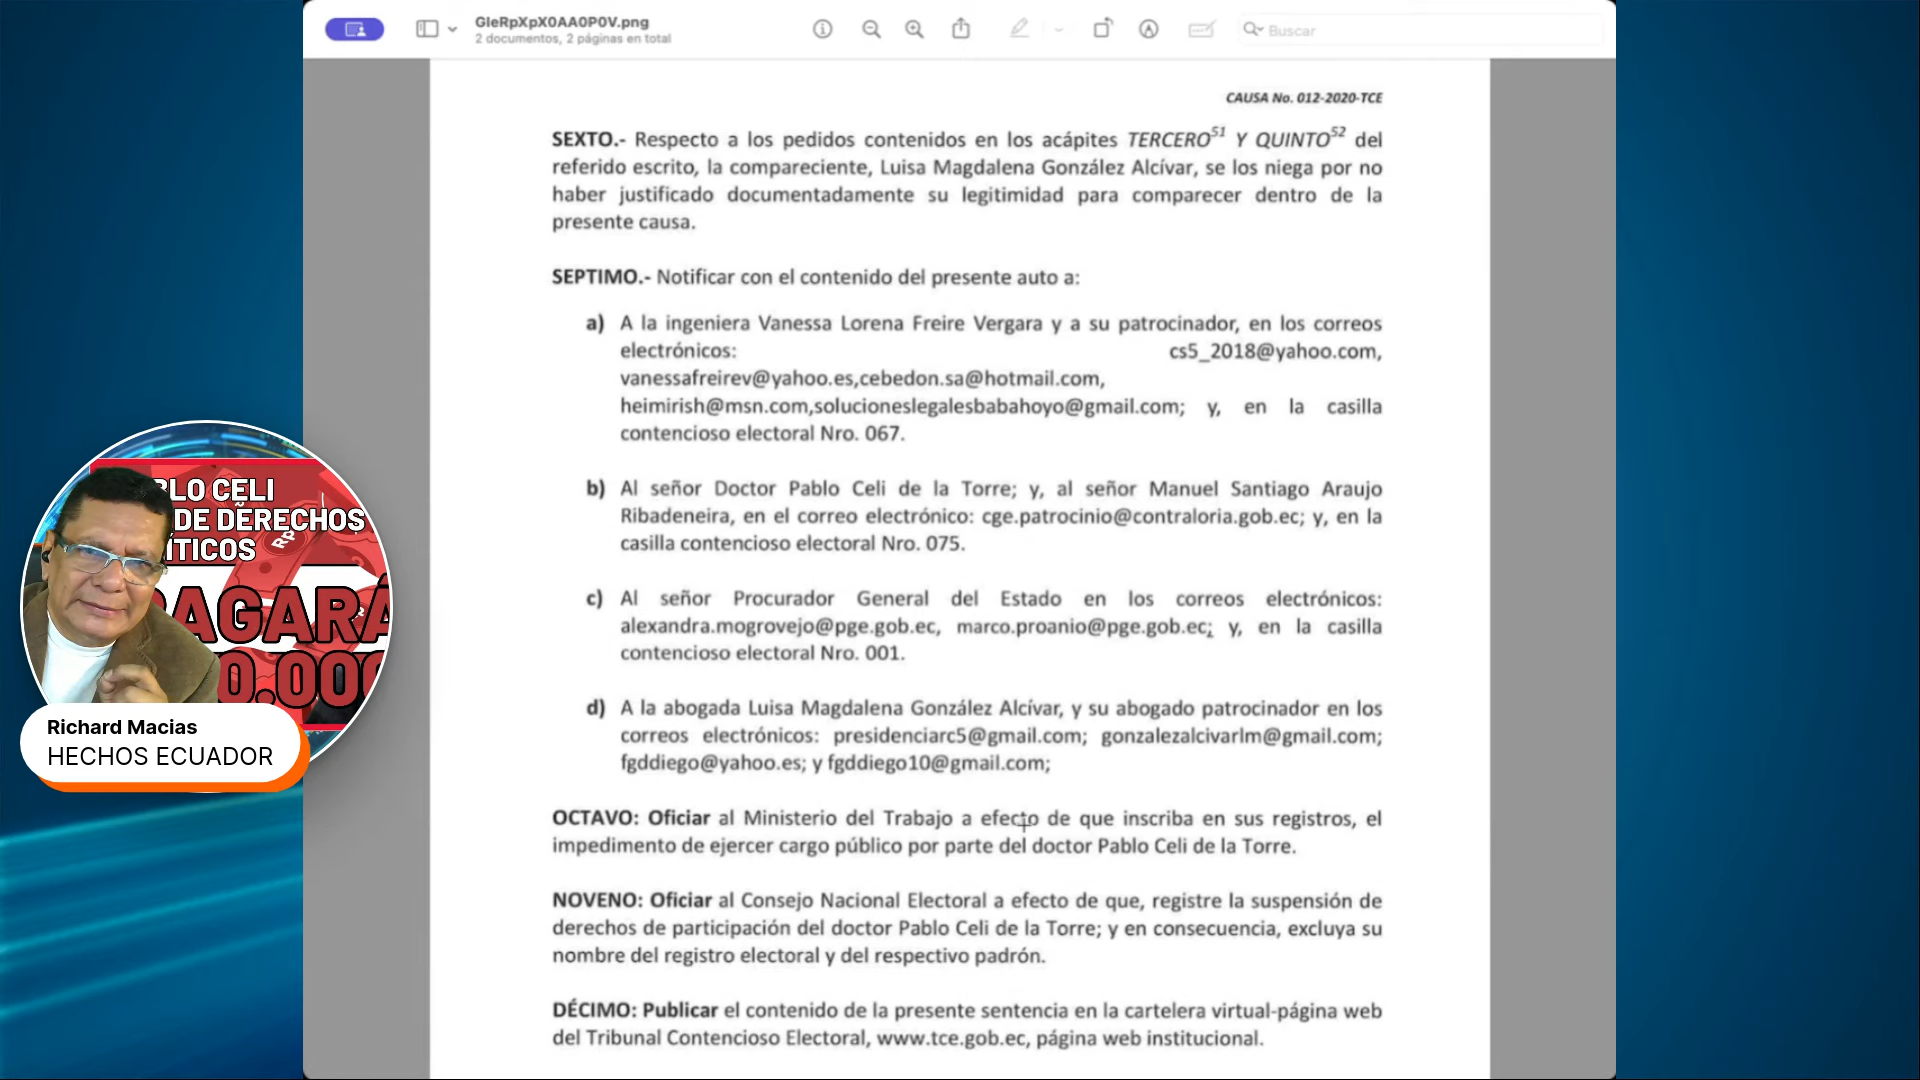 GIeRpXpX0AA0P0V.png
2 documentos, 2 páginas en total
Buscar
CAUSA No. 012-2020-TCE
SEXTO.- Respecto a los pedidos contenidos en los acápites TERCERO51 Y QUINTO52 del
referido escrito, la compareciente, Luisa Magdalena González Alcívar, se los niega por no
haber justificado documentadamente su legitimidad para comparecer dentro de la
presente causa.
SEPTIMO.- Notificar con el contenido del presente auto a:
a) A la ingeniera Vanessa Lorena Freire Vergara y a su patrocinador, en los correos
electrónicos: cs5_2018@yahoo.com,
vanessafreirev@yahoo.es,cebedon.sa@hotmail.com,
heimirish@msn.com,solucioneslegalesbabahoyo@gmail.com; y, en la casilla
contencioso electoral Nro. 067.
b) Al señor Doctor Pablo Celi de la Torre; y, al señor Manuel Santiago Araujo
Ribadeneira, en el correo electrónico: cge.patrocinio@contraloria.gob.ec; y, en la
casilla contencioso electoral Nro. 075.
c) Al señor Procurador General del Estado en los correos electrónicos:
alexandra.mogrovejo@pge.gob.ec, marco.proanio@pge.gob.ec; y, en la casilla
contencioso electoral Nro. 001.
d) A la abogada Luisa Magdalena González Alcívar, y su abogado patrocinador en los
correos electrónicos: presidenciarc5@gmail.com; gonzalezalcivarlm@gmail.com;
fgddiego@yahoo.es; y fgddiego10@gmail.com;
OCTAVO: Oficiar al Ministerio del Trabajo a efecto de que inscriba en sus registros, el
impedimento de ejercer cargo público por parte del doctor Pablo Celi de la Torre.
NOVENO: Oficiar al Consejo Nacional Electoral a efecto de que, registre la suspensión de
derechos de participación del doctor Pablo Celi de la Torre; y en consecuencia, excluya su
nombre del registro electoral y del respectivo padrón.
DÉCIMO: Publicar el contenido de la presente sentencia en la cartelera virtual-página web
del Tribunal Contencioso Electoral, www.tce.gob.ec, página web institucional.
BLO CELI
DE DERECHOS
ÍTICOS
AGARÁ
0.000
Richard Macias
HECHOS ECUADOR